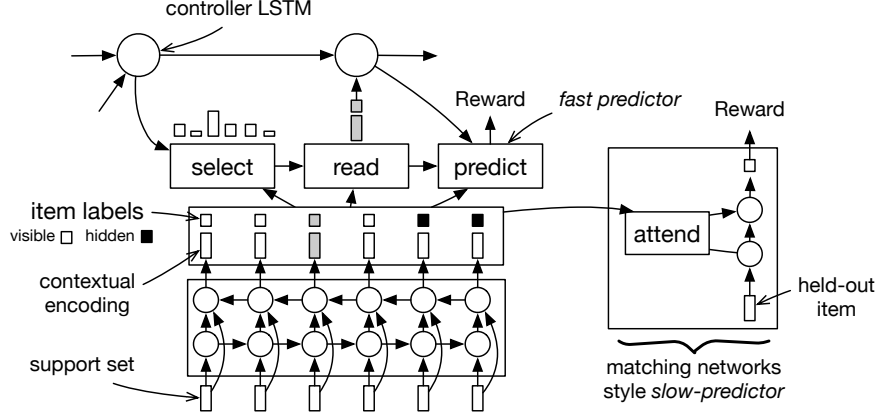 controller LSTM
Reward
fast predictor
Reward
select
read
predict
item labels
visible
hidden
attend
contextual
encoding
held-out
item
support set
matching networks
style slow-predictor